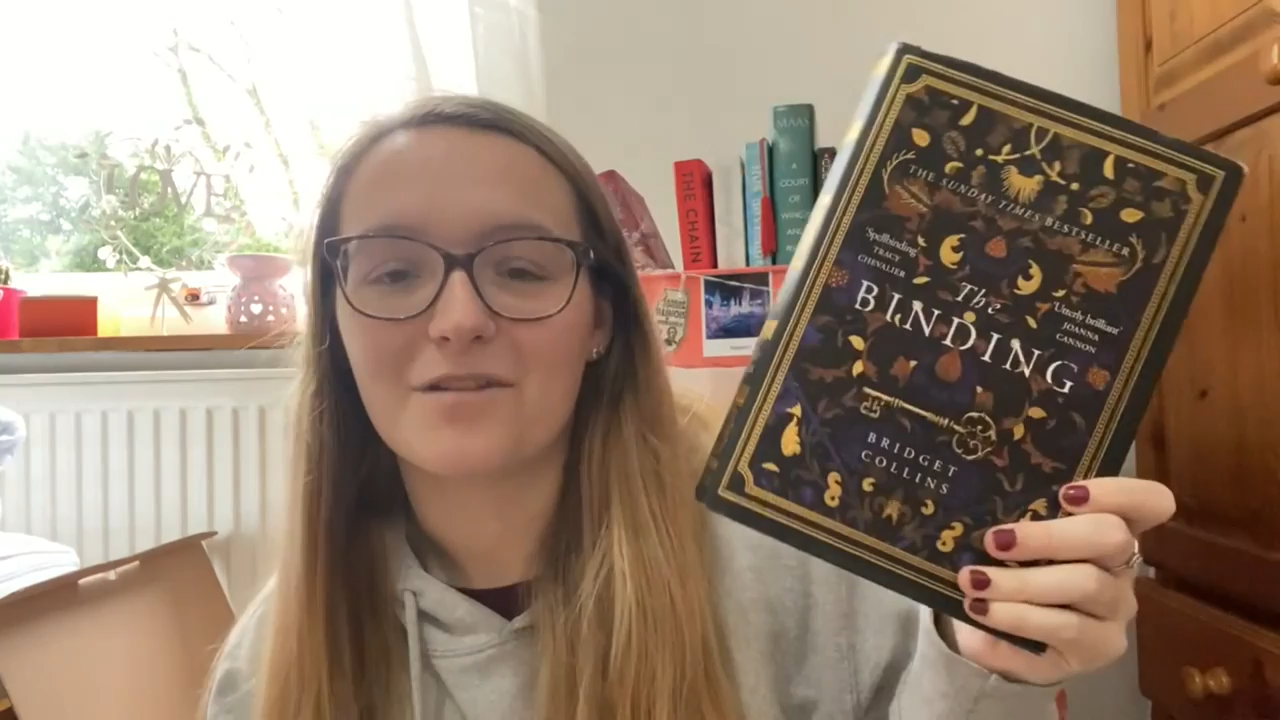 LOVE
THE CHAIN
MAAS
A
COURT
OF
WINGS
AND
ILLINOIS
THE SUNDAY TIMES BESTSELLER
'Spellbinding'
TRACY
CHEVALIER
The
BINDING
'Utterly brilliant'
JOANNA
CANNON
BRIDGET
COLLINS